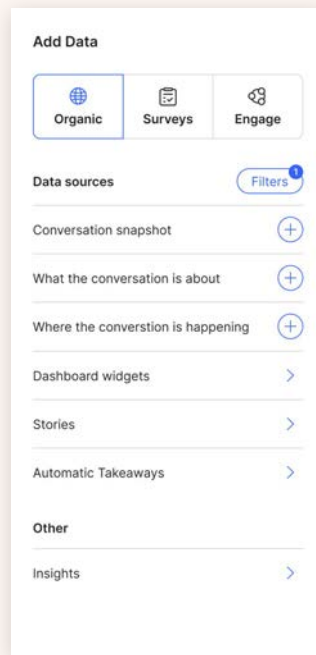 Add Data
Organic
Surveys
Engage
Data sources
Filters
1
Conversation snapshot
What the conversation is about
Where the converstion is happening
Dashboard widgets
Stories
Automatic Takeaways
Other
Insights